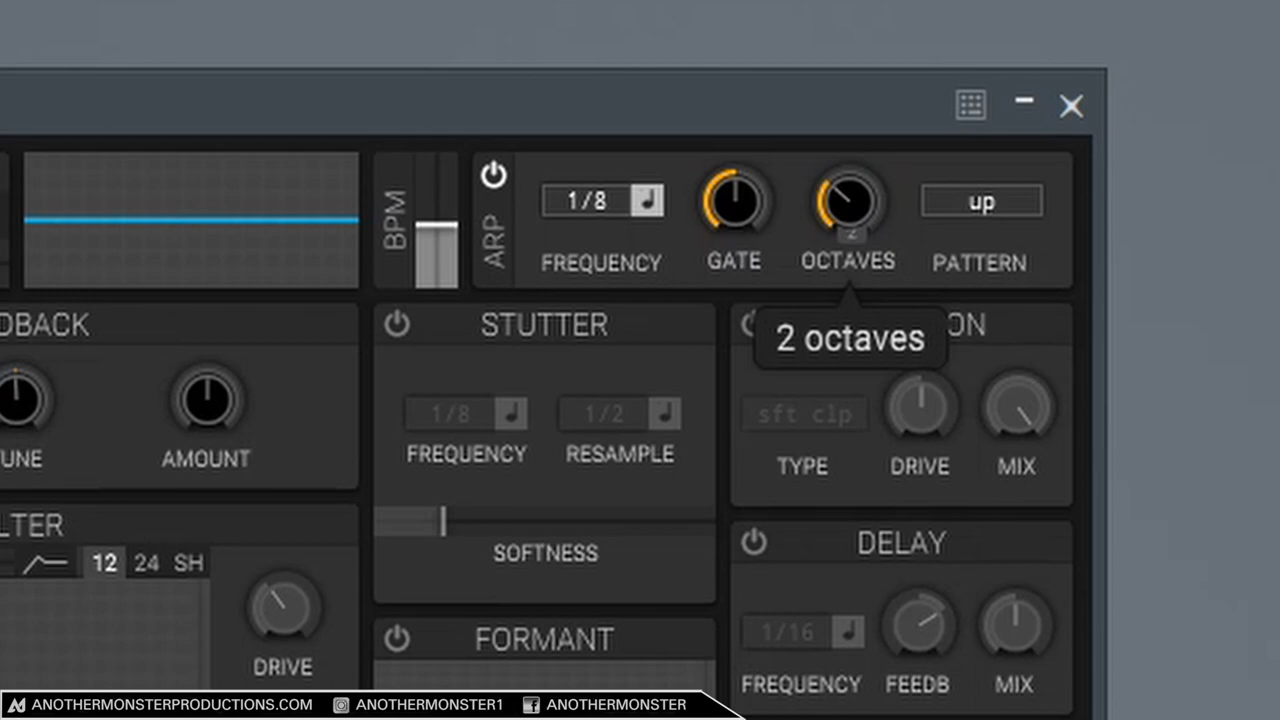 BPM
ARP
1/8
up
FREQUENCY
GATE
OCTAVES
PATTERN
2
2 octaves
DBACK
STUTTER
ON
UNE
AMOUNT
1/8
1/2
FREQUENCY
RESAMPLE
sft clp
TYPE
DRIVE
MIX
LTER
12 24 SH
SOFTNESS
DELAY
DRIVE
FORMANT
1/16
FREQUENCY
FEEDB
MIX
ANOTHERMONSTERPRODUCTIONS.COM ANOTHERMONSTER1 ANOTHERMONSTER